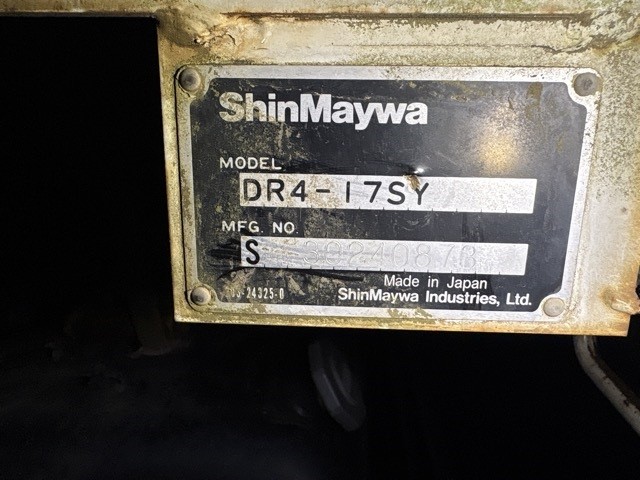 ShinMaywa
MODEL
DR4-17SY
MFG. NO.
S
Made in Japan
ShinMaywa Industries, Ltd.